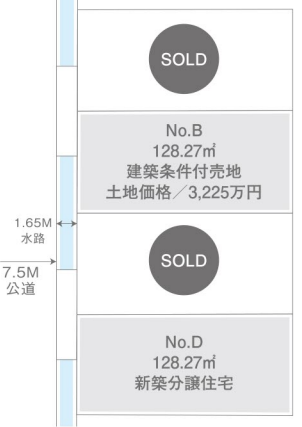 SOLD
No.B
128.27㎡
建築条件付売地
土地価格／3,225万円
1.65M
水路
SOLD
7.5M
公道
No.D
128.27㎡
新築分譲住宅